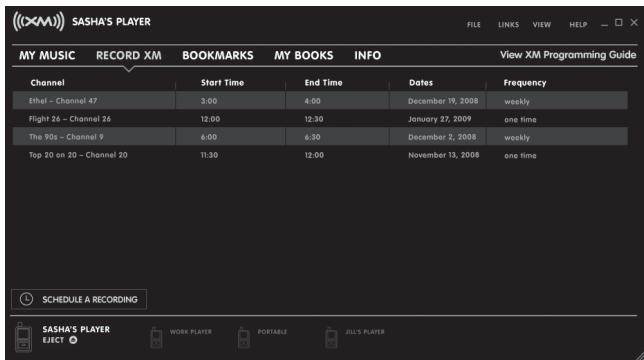 ((XM)) SASHA'S PLAYER FILE LINKS VIEW HELP
MY MUSIC RECORD XM BOOKMARKS MY BOOKS INFO View XM Programming Guide
Channel Start Time End Time Dates Frequency
Ethel – Channel 47 3:00 4:00 December 19, 2008 weekly
Flight 26 – Channel 26 12:00 12:30 January 27, 2009 one time
The 90s – Channel 9 6:00 6:30 December 2, 2008 weekly
Top 20 on 20 – Channel 20 11:30 12:00 November 13, 2008 one time
SCHEDULE A RECORDING
SASHA'S PLAYER WORK PLAYER PORTABLE JILL'S PLAYER
EJECT